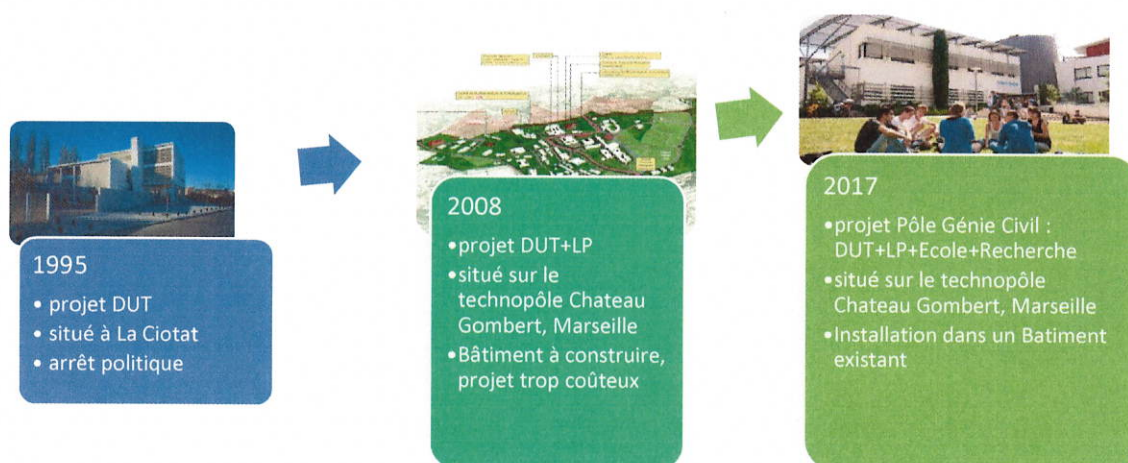 1995
• projet DUT
• situé à La Ciotat
• arrêt politique
2008
•projet DUT+LP
•situé sur le
technopôle Chateau
Gombert, Marseille
•Bâtiment à construire,
projet trop coûteux
2017
•projet Pôle Génie Civil :
DUT+LP+Ecole+Recherche
•situé sur le technopôle
Chateau Gombert, Marseille
•Installation dans un Batiment
existant